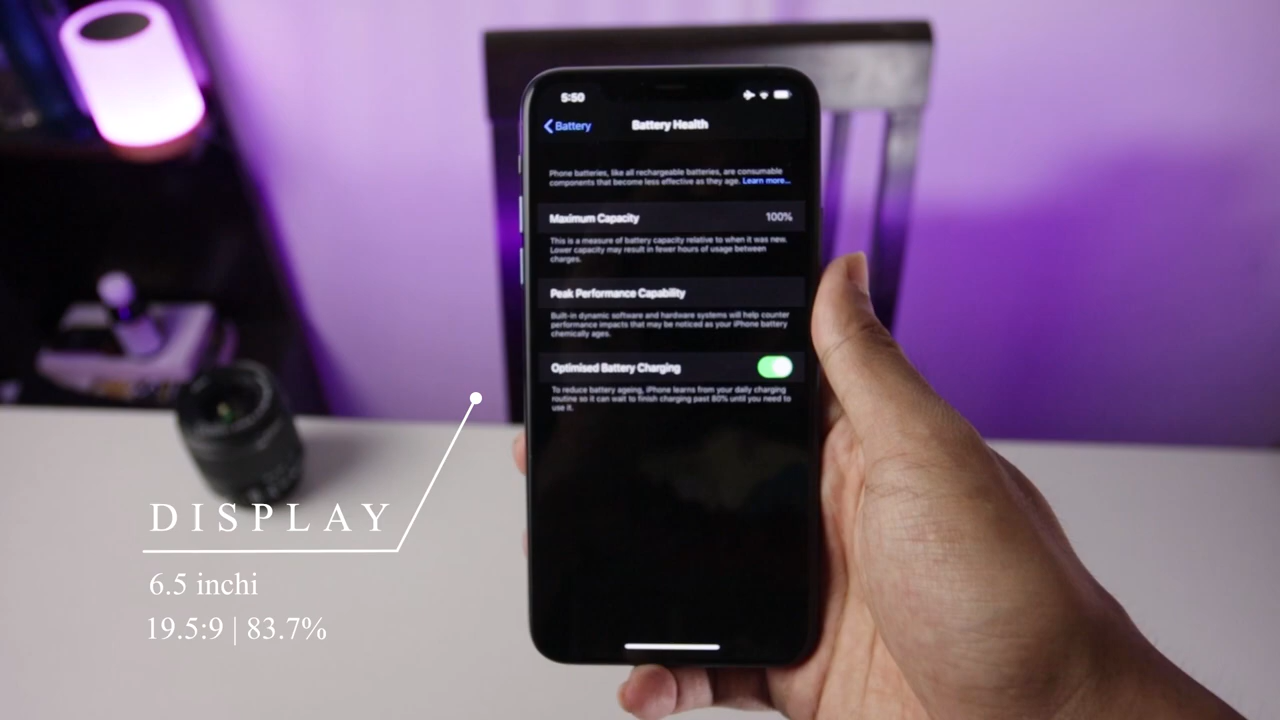 5:50
Battery
Battery Health
Phone batteries, like all rechargeable batteries, are consumable
components that become less effective as they age. Learn more...
Maximum Capacity 100%
This is a measure of battery capacity relative to when it was new.
Lower capacity may result in fewer hours of usage between
charges.
Peak Performance Capability
Built-in dynamic software and hardware systems will help counter
performance impacts that may be noticed as your iPhone battery
chemically ages.
Optimised Battery Charging
To reduce battery ageing, iPhone learns from your daily charging
routine so it can wait to finish charging past 80% until you need to
use it.
DISPLAY
6.5 inchi
19.5:9 | 83.7%